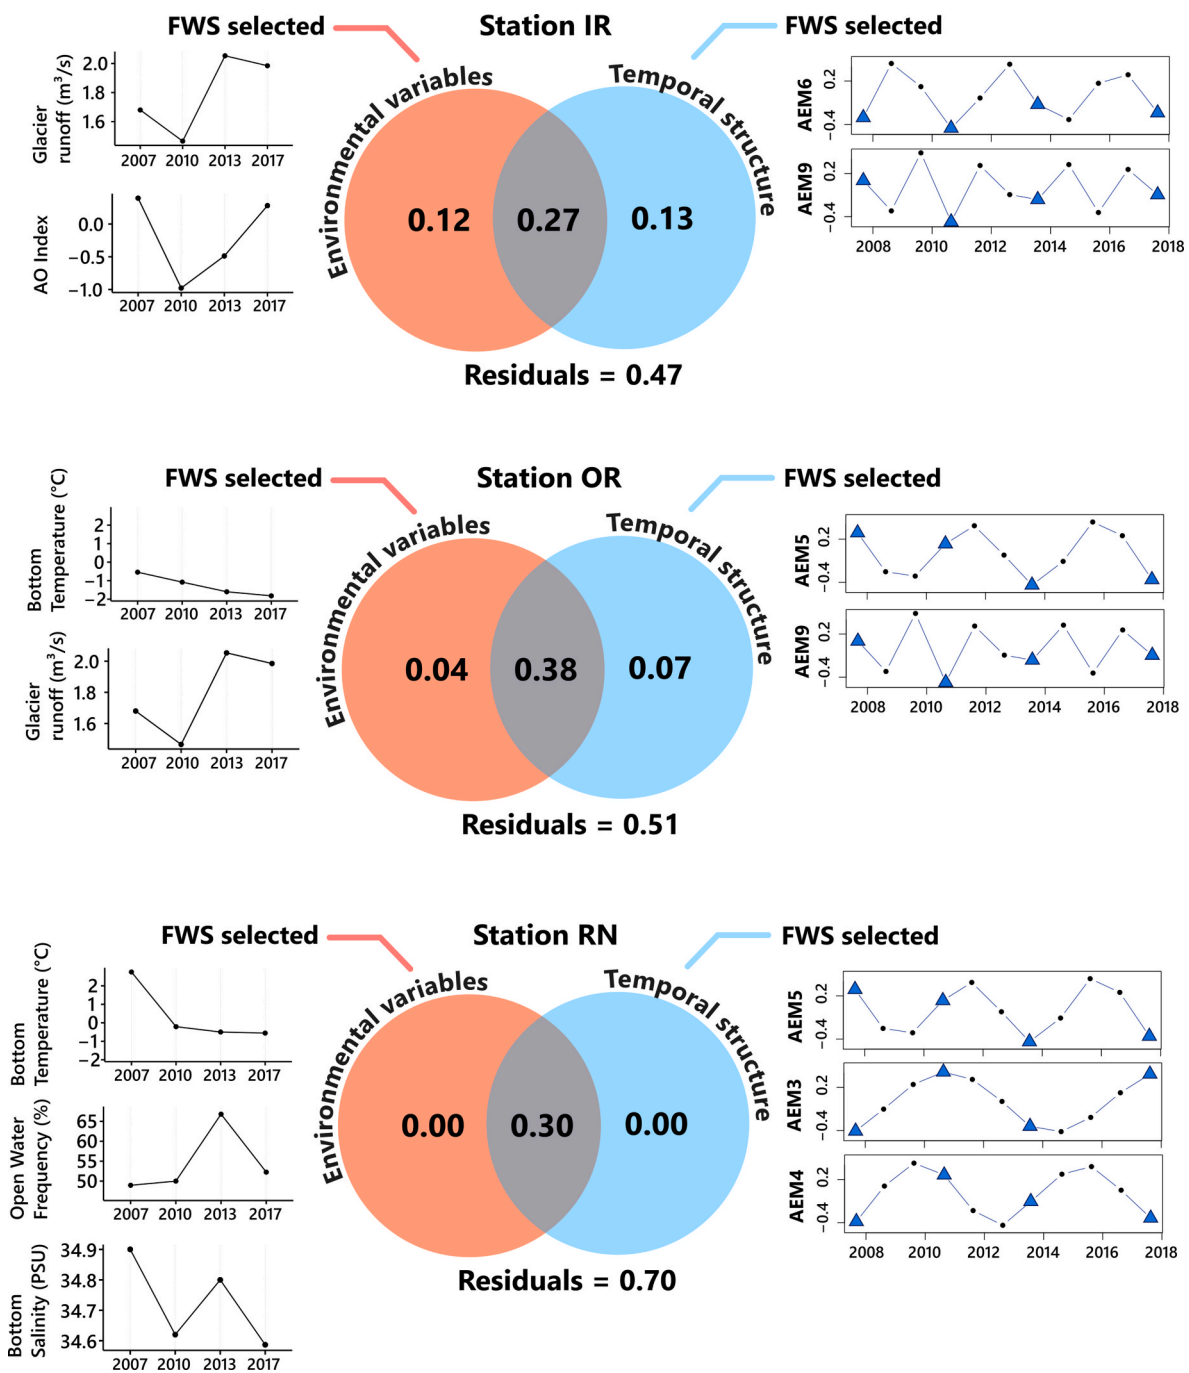 FWS selected
Station IR
FWS selected
Glacier
runoff (m³/s)
2.0
1.8
1.6
2007 2010 2013 2017
AO Index
0.0
−0.5
−1.0
2007 2010 2013 2017
Environmental variables
Temporal structure
0.12 0.27 0.13
Residuals = 0.47
AEM6
0.2
−0.4
AEM9
0.2
−0.4
2008 2010 2012 2014 2016 2018
FWS selected
Station OR
FWS selected
Bottom
Temperature (°C)
2
1
0
−1
−2
2007 2010 2013 2017
Glacier
runoff (m³/s)
2.0
1.8
1.6
2007 2010 2013 2017
Environmental variables
Temporal structure
0.04 0.38 0.07
Residuals = 0.51
AEM5
0.2
−0.4
AEM9
0.2
−0.4
2008 2010 2012 2014 2016 2018
FWS selected
Station RN
FWS selected
Bottom
Temperature (°C)
2
1
0
−1
−2
2007 2010 2013 2017
Open Water
Frequency (%)
65
60
55
50
2007 2010 2013 2017
Bottom
Salinity (PSU)
34.9
34.8
34.7
34.6
2007 2010 2013 2017
Environmental variables
Temporal structure
0.00 0.30 0.00
Residuals = 0.70
AEM5
0.2
−0.4
AEM3
0.2
−0.4
AEM4
0.2
−0.4
2008 2010 2012 2014 2016 2018